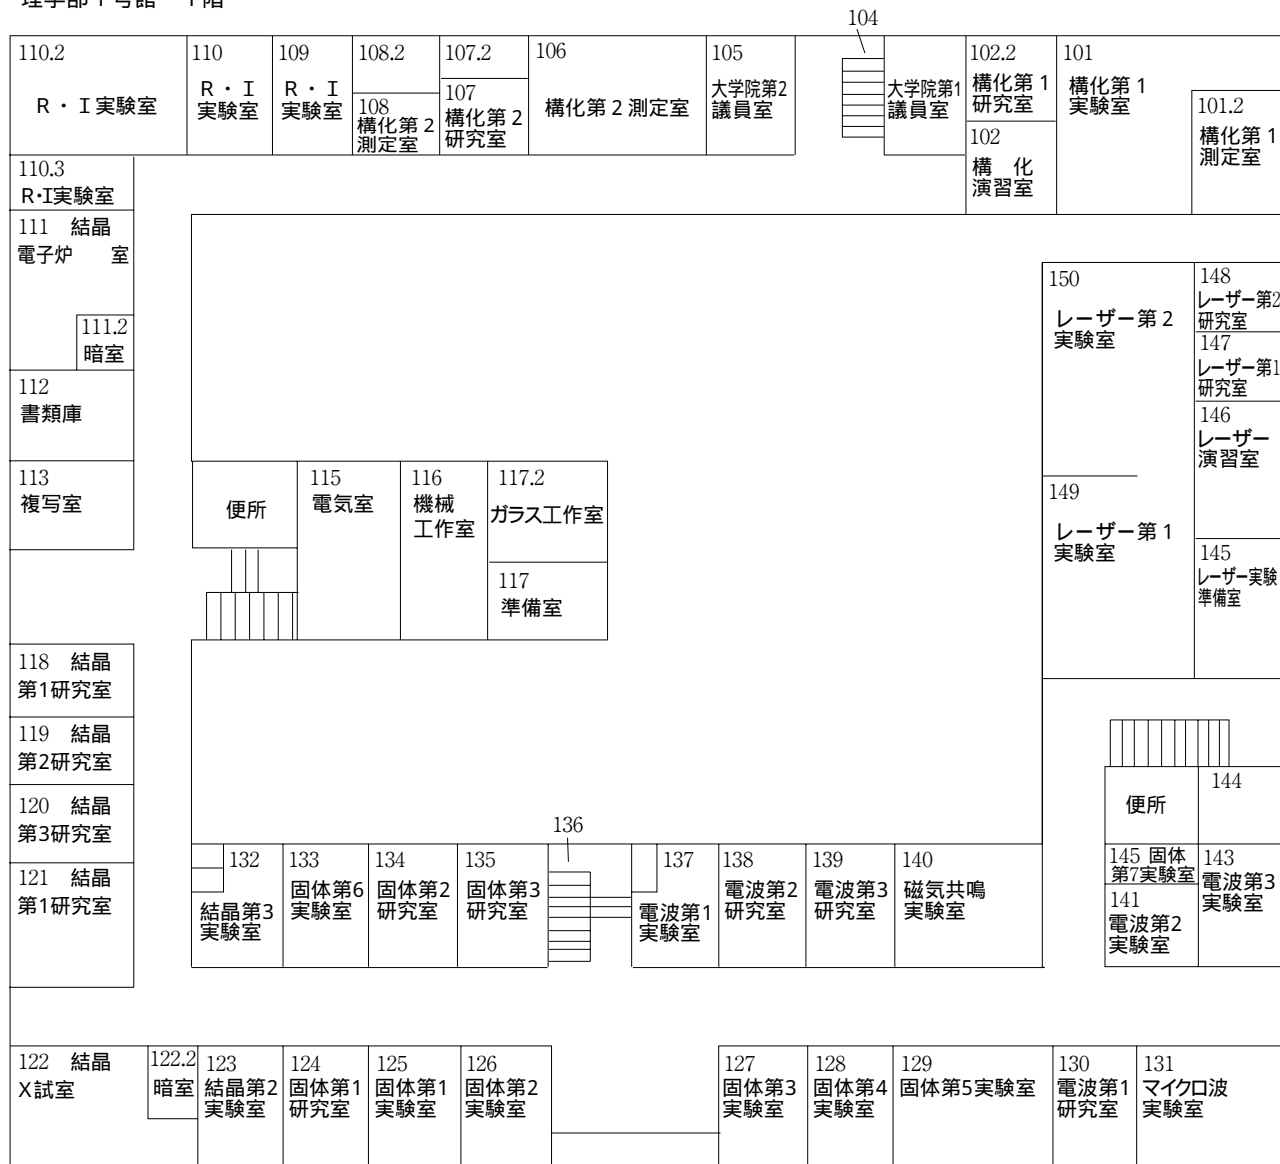 理学部1号館 1階
104
110.2
R・I実験室
110
R・I
実験室
109
R・I
実験室
108.2
108
構化第2
測定室
107.2
107
構化第2
研究室
106
構化第2測定室
105
大学院第2
議員室
大学院第1
議員室
102.2
構化第1
研究室
102
構 化
演習室
101
構化第1
実験室
101.2
構化第1
測定室
110.3
R・I実験室
111 結晶
電子炉 室
111.2
暗室
112
書類庫
113
複写室
便所
115
電気室
116
機械
工作室
117.2
ガラス工作室
117
準備室
150
レーザー第2
実験室
148
レーザー第2
研究室
147
レーザー第1
研究室
146
レーザー
演習室
149
レーザー第1
実験室
145
レーザー実験
準備室
118 結晶
第1研究室
119 結晶
第2研究室
120 結晶
第3研究室
121 結晶
第1研究室
便所
144
145 固体
第7実験室
143
電波第3
実験室
141
電波第2
実験室
132
結晶第3
実験室
133
固体第6
実験室
134
固体第2
研究室
135
固体第3
研究室
136
137
電波第1
実験室
138
電波第2
研究室
139
電波第3
研究室
140
磁気共鳴
実験室
122 結晶
X試室
122.2
暗室
123
結晶第2
実験室
124
固体第1
研究室
125
固体第1
実験室
126
固体第2
実験室
127
固体第3
実験室
128
固体第4
実験室
129
固体第5実験室
130
電波第1
研究室
131
マイクロ波
実験室